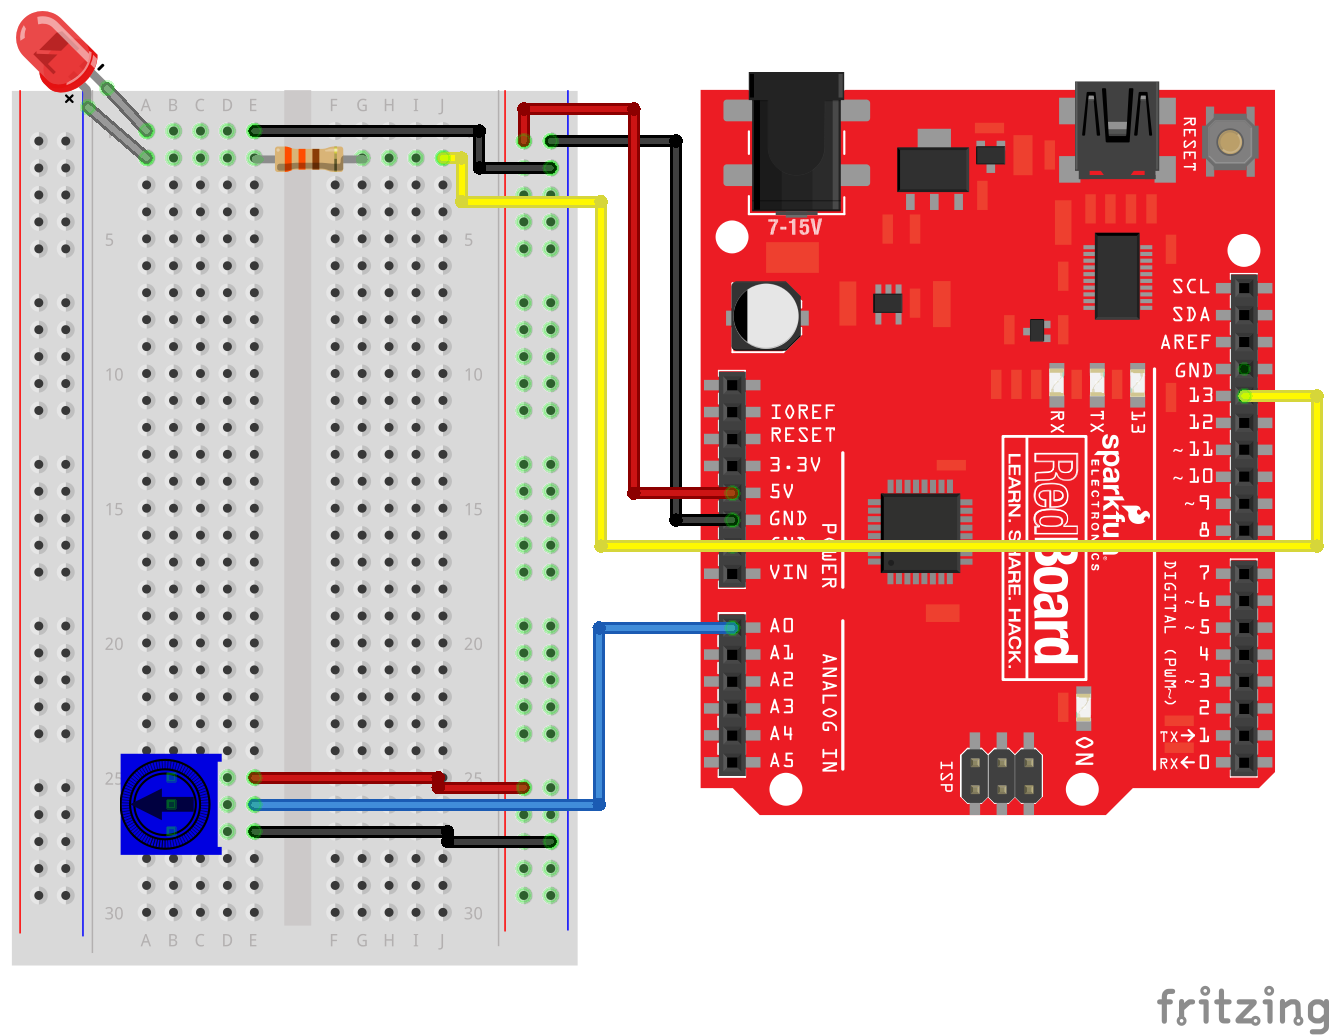 A B C D E F G H I J
5 5
10 10
15 15
20 20
25 25
30 30
A B C D E F G H I J
7-15V
RESET
SCL
SDA
AREF
GND
13
12
~11
~10
~9
8
RX
TX
13
IOREF
RESET
3.3V
5V
GND
VIN
POWER
sparkfun
ELECTRONICS
RedBoard
LEARN. SHARE. HACK.
7
~6
~5
4
~3
2
TX→1
RX←0
DIGITAL (PWM~)
A0
A1
A2
A3
A4
A5
ANALOG IN
ISP
ON
fritzing